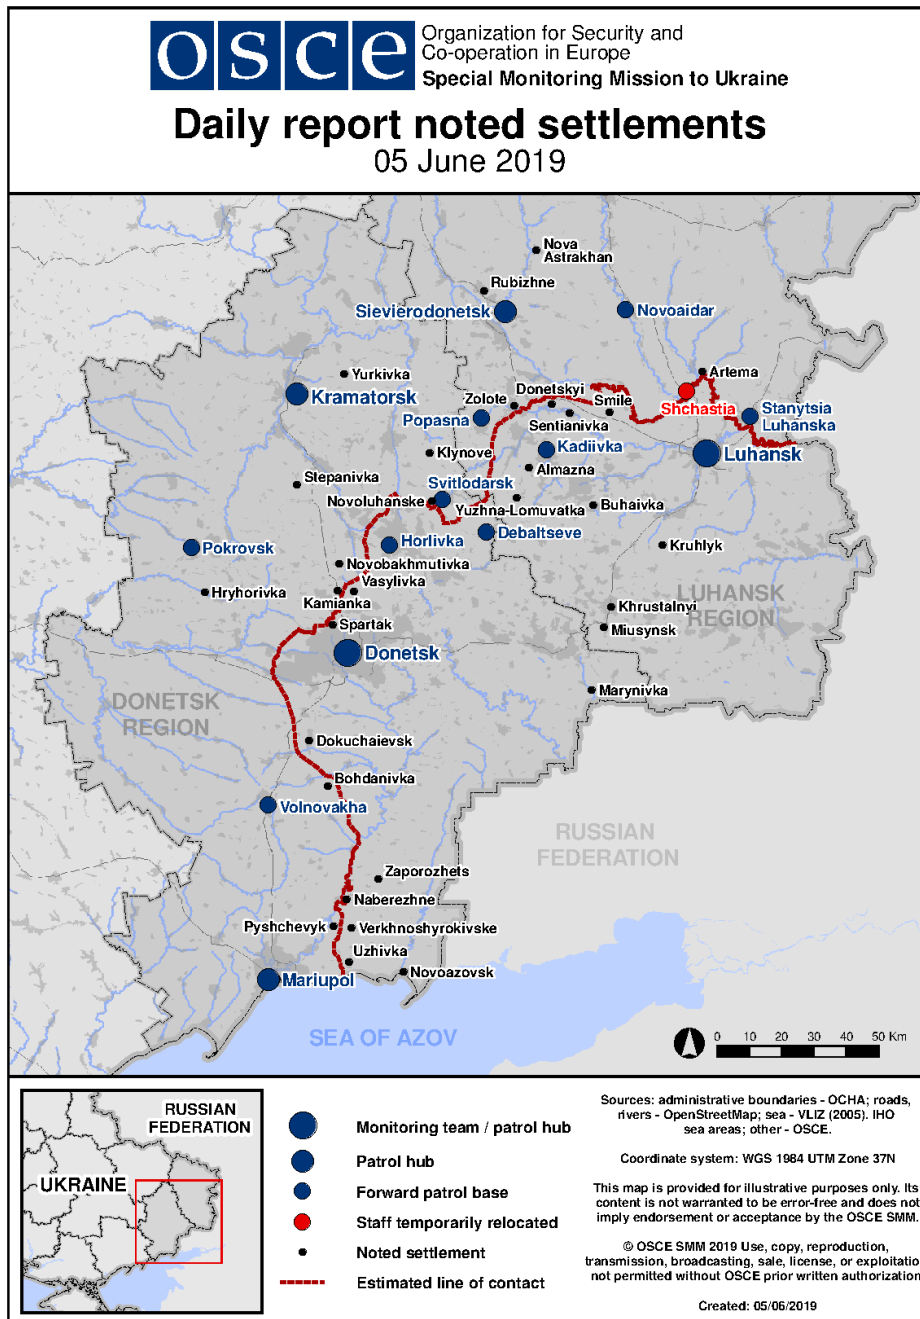 osce
Organization for Security and
Co-operation in Europe
Special Monitoring Mission to Ukraine
Daily report noted settlements
05 June 2019
Nova
Astrakhan
Rubizhne
Sievierodonetsk
Novoaidar
Yurkivka
Artema
Kramatorsk
Donetskyi
Zolote
Smile
Shchastia
Popasna
Sentianivka
Stanytsia
Luhanska
Klynove
Kadiivka
Luhansk
Almazna
Stepanivka
Svitlodarsk
Novoluhanske
Yuzhna-Lomuvatka
Buhaivka
Debaltseve
Pokrovsk
Horlivka
Kruhlyk
Novobakhmutivka
Vasylivka
Hryhorivka
Kamianka
LUHANSK
REGION
Khrustalnyi
Spartak
Miusynsk
Donetsk
Marynivka
DONETSK
REGION
Dokuchaievsk
Bohdanivka
Volnovakha
RUSSIAN
FEDERATION
Zaporozhets
Naberezhne
Pyshchevyk
Verkhnoshyrokivske
Uzhivka
Novoazovsk
Mariupol
SEA OF AZOV
0 10 20 30 40 50 Km
RUSSIAN
FEDERATION
UKRAINE
Monitoring team / patrol hub
Patrol hub
Forward patrol base
Staff temporarily relocated
Noted settlement
Estimated line of contact
Sources: administrative boundaries - OCHA; roads,
rivers - OpenStreetMap; sea - VLIZ (2005). IHO
sea areas; other - OSCE.
Coordinate system: WGS 1984 UTM Zone 37N
This map is provided for illustrative purposes only. Its
content is not warranted to be error-free and does not
imply endorsement or acceptance by the OSCE SMM.
© OSCE SMM 2019 Use, copy, reproduction,
transmission, broadcasting, sale, license, or exploitatio
not permitted without OSCE prior written authorization
Created: 05/06/2019